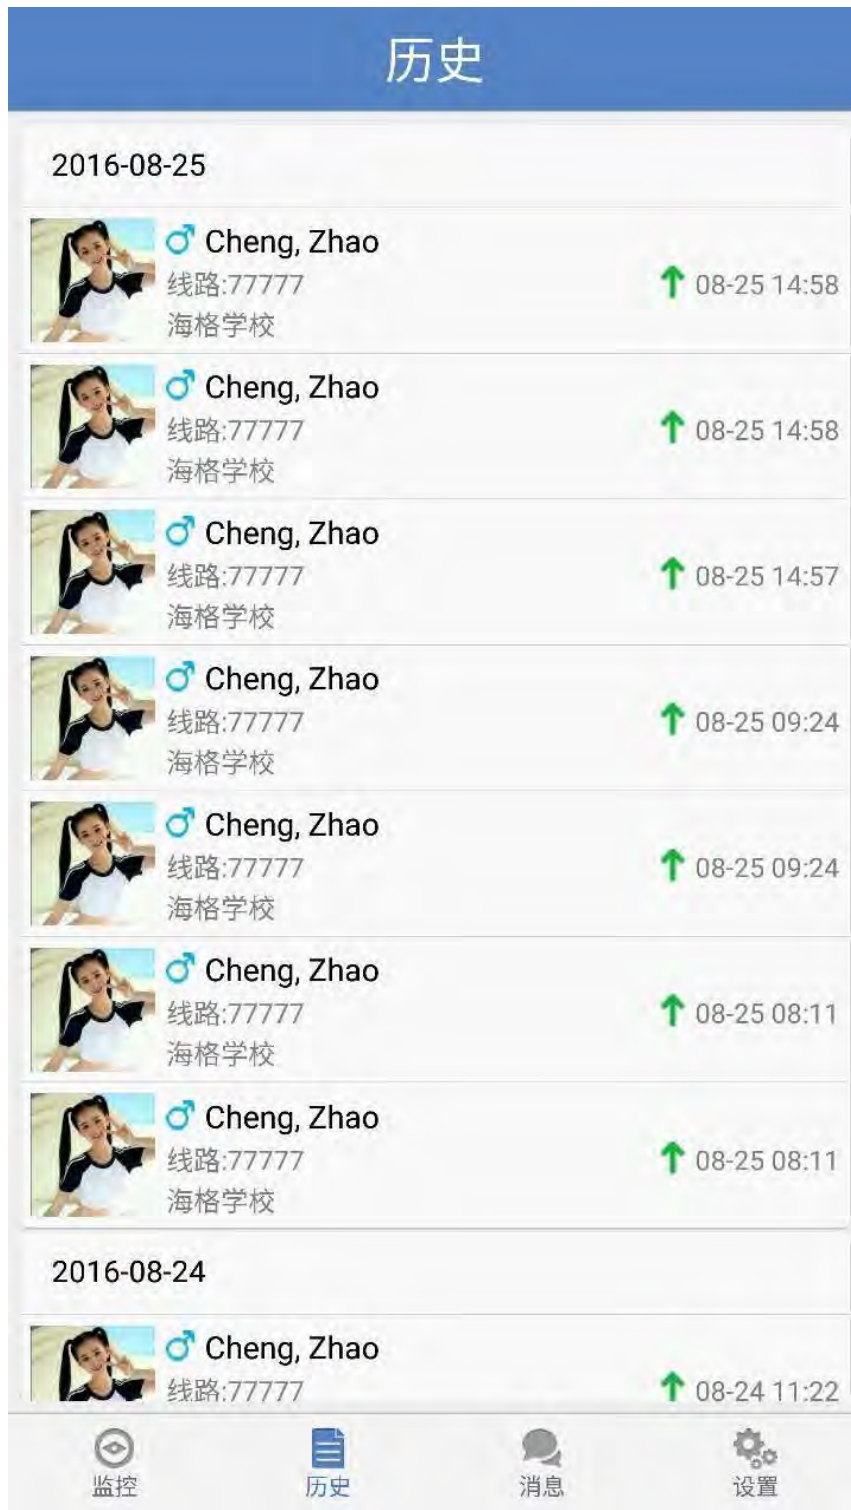 历史
2016-08-25
Cheng, Zhao
线路:77777
08-25 14:58
海格学校
Cheng, Zhao
线路:77777
08-25 14:58
海格学校
Cheng, Zhao
线路:77777
08-25 14:57
海格学校
Cheng, Zhao
线路:77777
08-25 09:24
海格学校
Cheng, Zhao
线路:77777
08-25 09:24
海格学校
Cheng, Zhao
线路:77777
08-25 08:11
海格学校
Cheng, Zhao
线路:77777
08-25 08:11
海格学校
2016-08-24
Cheng, Zhao
线路:77777
08-24 11:22
监控
历史
消息
设置